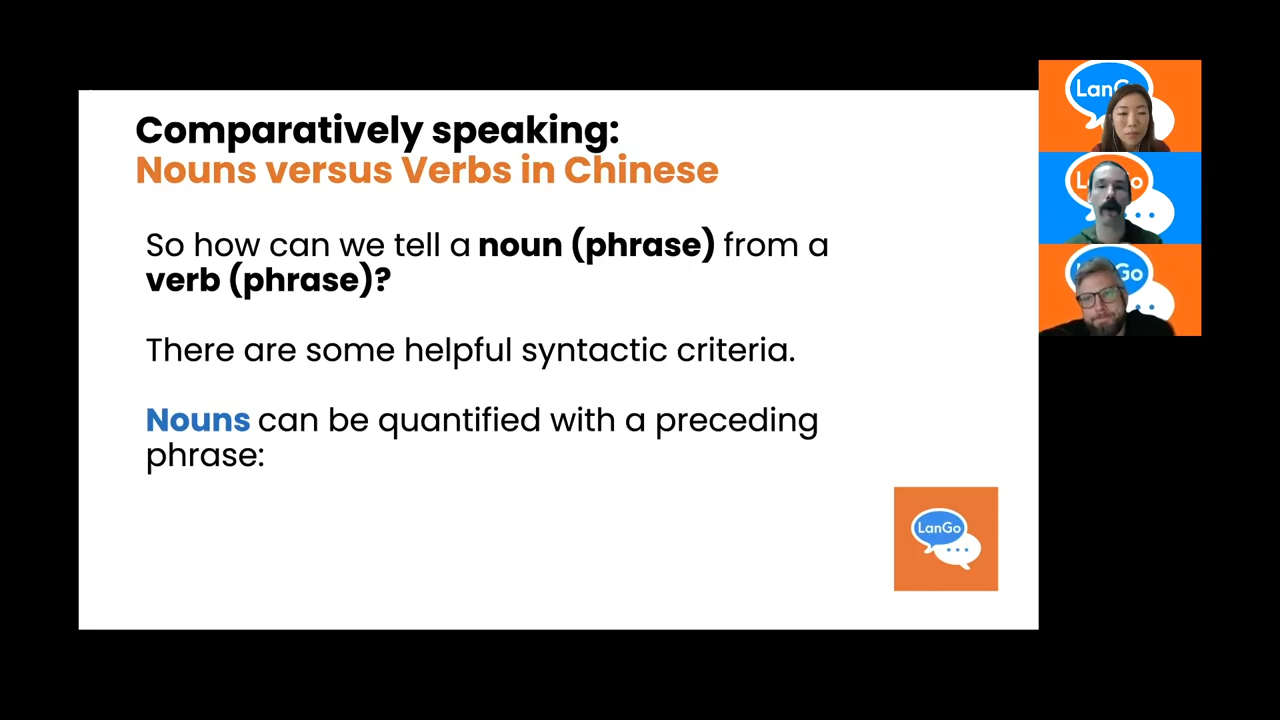 Comparatively speaking:
Nouns versus Verbs in Chinese
So how can we tell a noun (phrase) from a
verb (phrase)?
There are some helpful syntactic criteria.
Nouns can be quantified with a preceding
phrase:
LanGo
LanGo